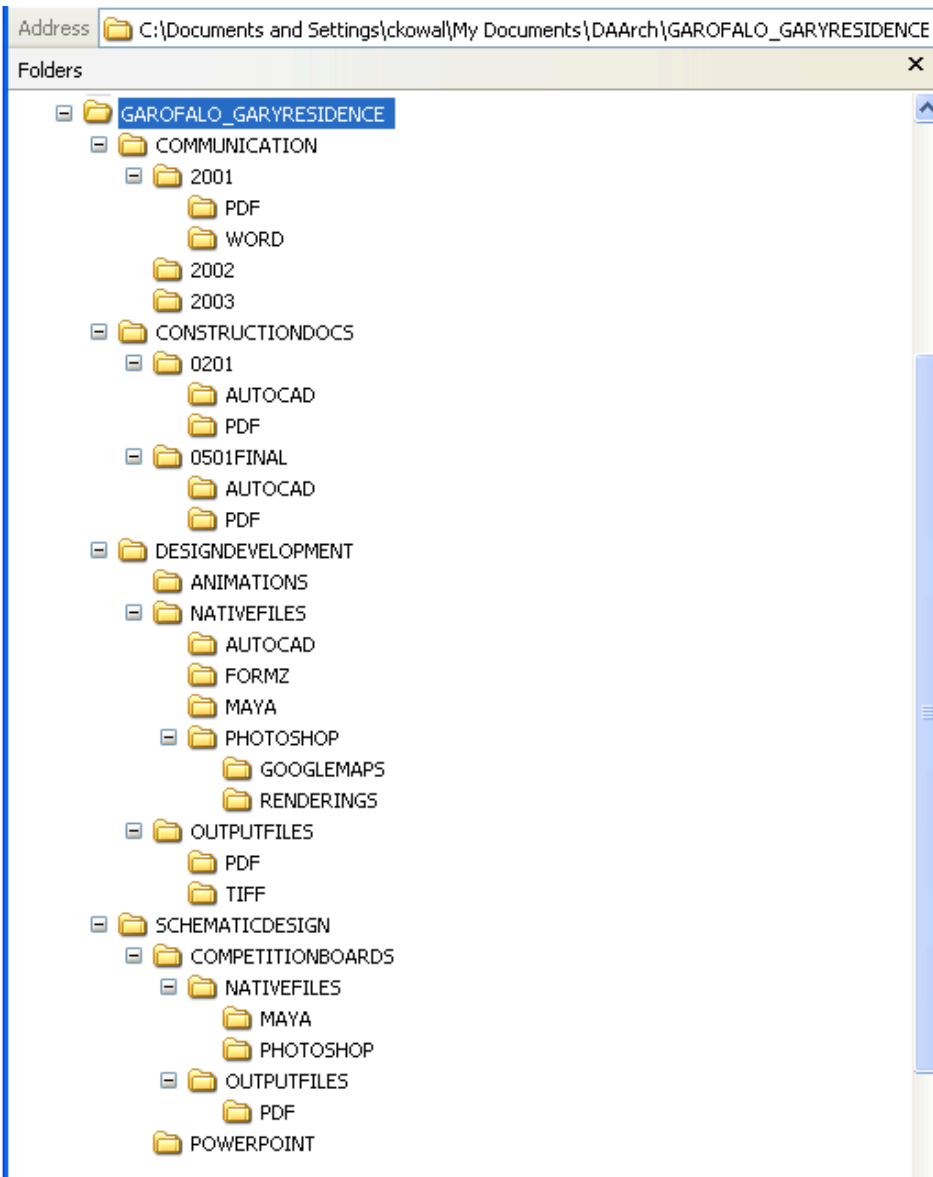 Address C:\Documents and Settings\ckowal\My Documents\DAArch\GAROFALO_GARYRESIDENCE
Folders
GAROFALO_GARYRESIDENCE
COMMUNICATION
2001
PDF
WORD
2002
2003
CONSTRUCTIONDOCS
0201
AUTOCAD
PDF
0501FINAL
AUTOCAD
PDF
DESIGNDEVELOPMENT
ANIMATIONS
NATIVEFILES
AUTOCAD
FORMZ
MAYA
PHOTOSHOP
GOOGLEMAPS
RENDERINGS
OUTPUTFILES
PDF
TIFF
SCHEMATICDESIGN
COMPETITIONBOARDS
NATIVEFILES
MAYA
PHOTOSHOP
OUTPUTFILES
PDF
POWERPOINT